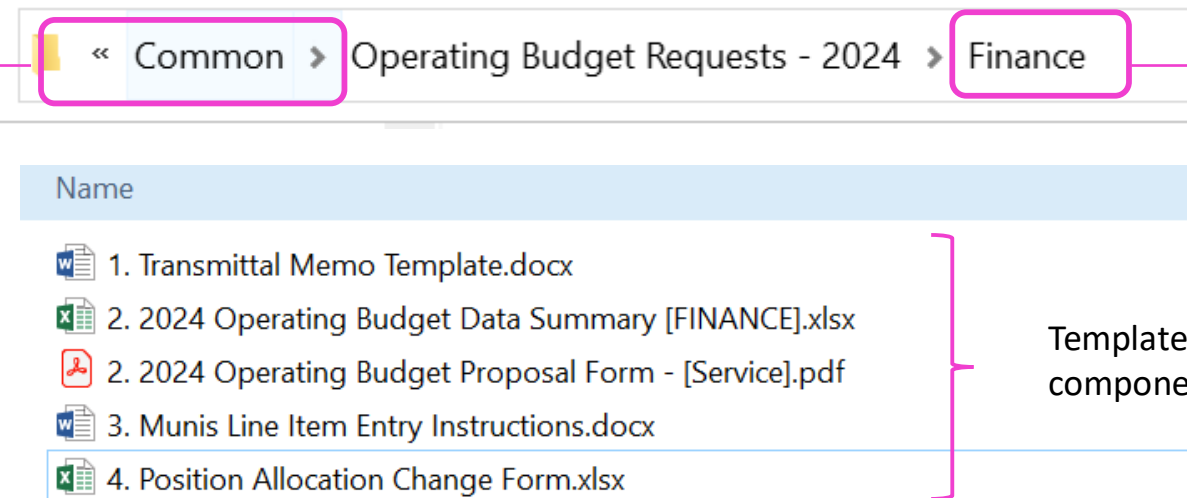 « Common > Operating Budget Requests - 2024 > Finance
Name
1. Transmittal Memo Template.docx
2. 2024 Operating Budget Data Summary [FINANCE].xlsx
2. 2024 Operating Budget Proposal Form - [Service].pdf
3. Munis Line Item Entry Instructions.docx
4. Position Allocation Change Form.xlsx
Template
compone